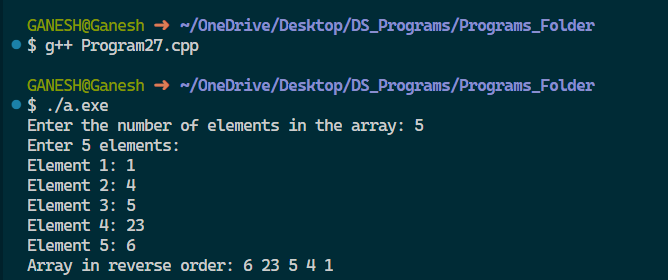 GANESH@Ganesh ➜ ~/OneDrive/Desktop/DS_Programs/Programs_Folder
$ g++ Program27.cpp
GANESH@Ganesh ➜ ~/OneDrive/Desktop/DS_Programs/Programs_Folder
$ ./a.exe
Enter the number of elements in the array: 5
Enter 5 elements:
Element 1: 1
Element 2: 4
Element 3: 5
Element 4: 23
Element 5: 6
Array in reverse order: 6 23 5 4 1